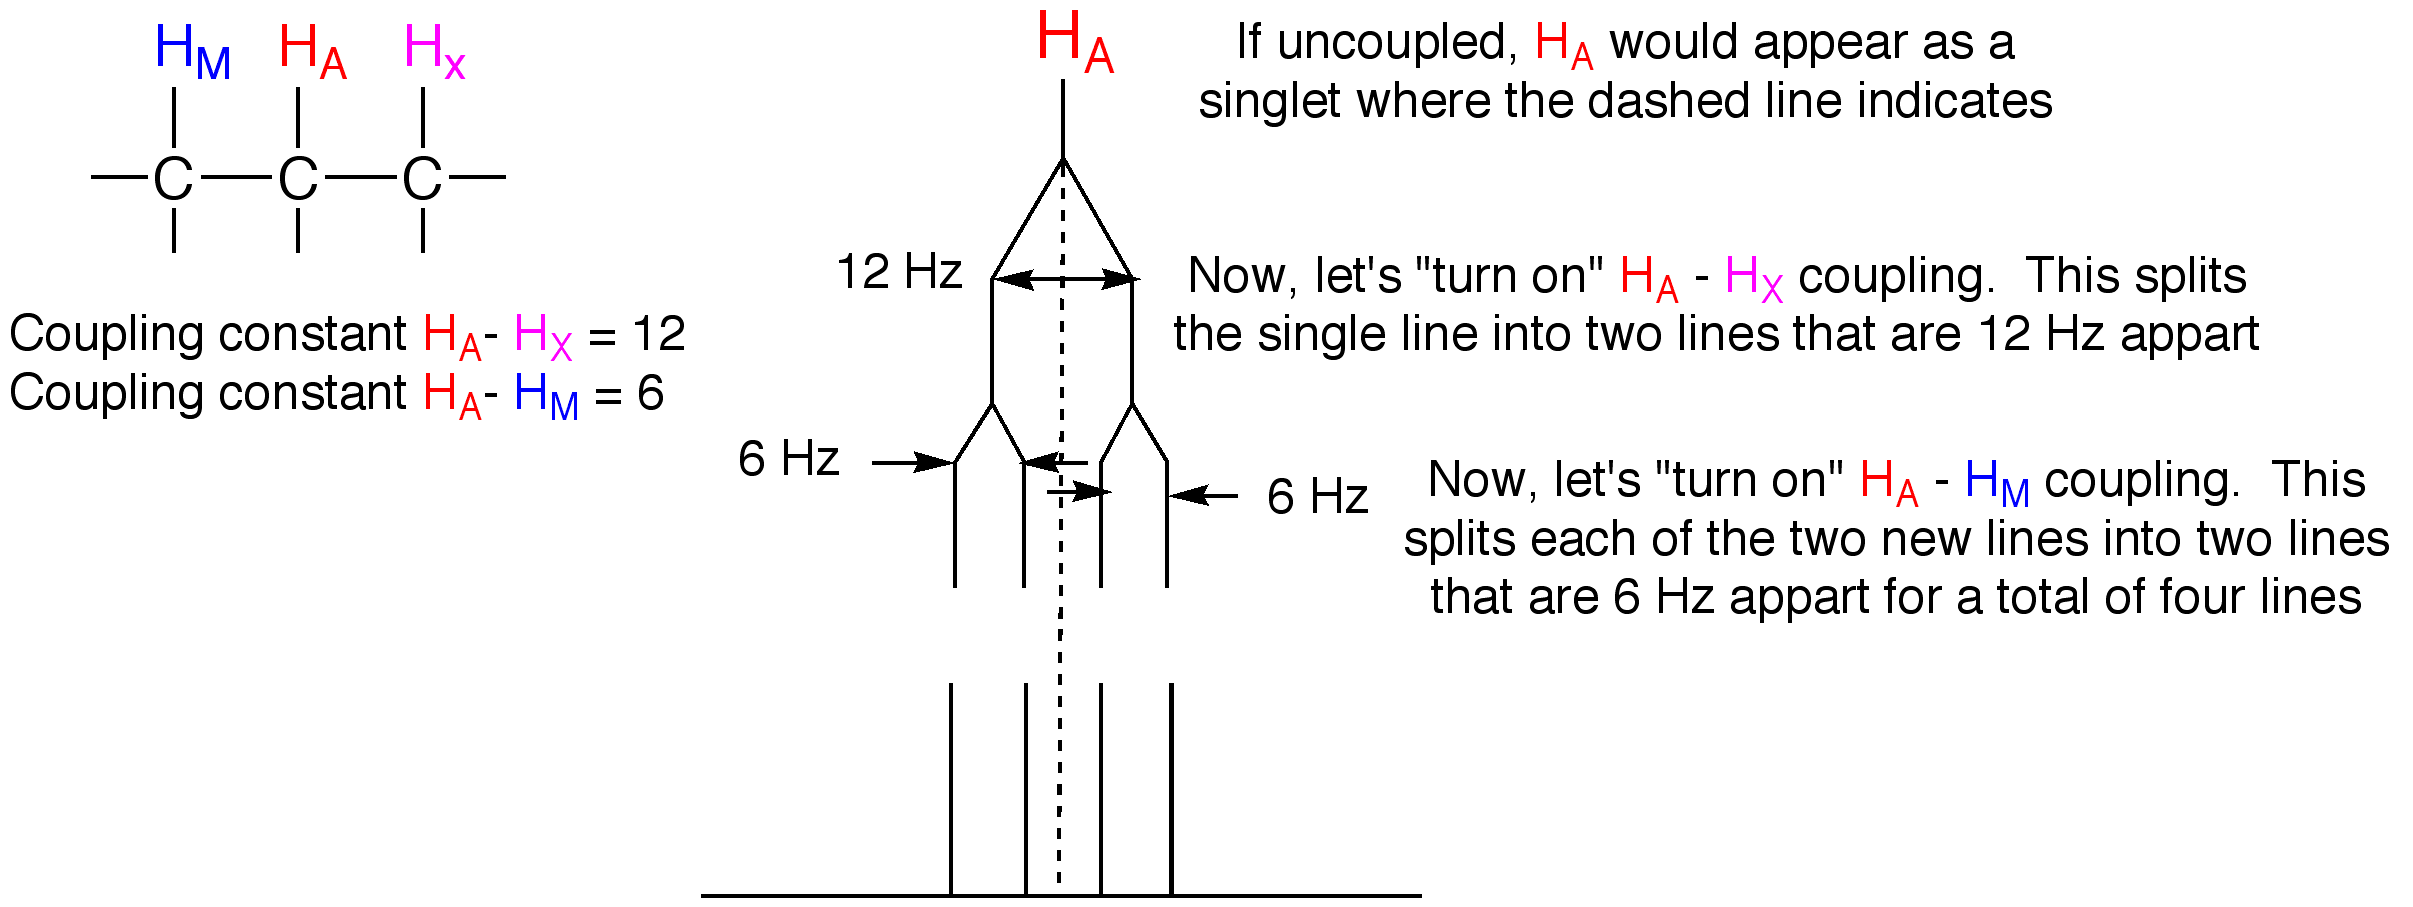 HM HA Hx
C C C
Coupling constant HA- HX = 12
Coupling constant HA- HM = 6
HA
If uncoupled, HA would appear as a
singlet where the dashed line indicates
12 Hz
Now, let's "turn on" HA - HX coupling. This splits
the single line into two lines that are 12 Hz appart
6 Hz
6 Hz
Now, let's "turn on" HA - HM coupling. This
splits each of the two new lines into two lines
that are 6 Hz appart for a total of four lines